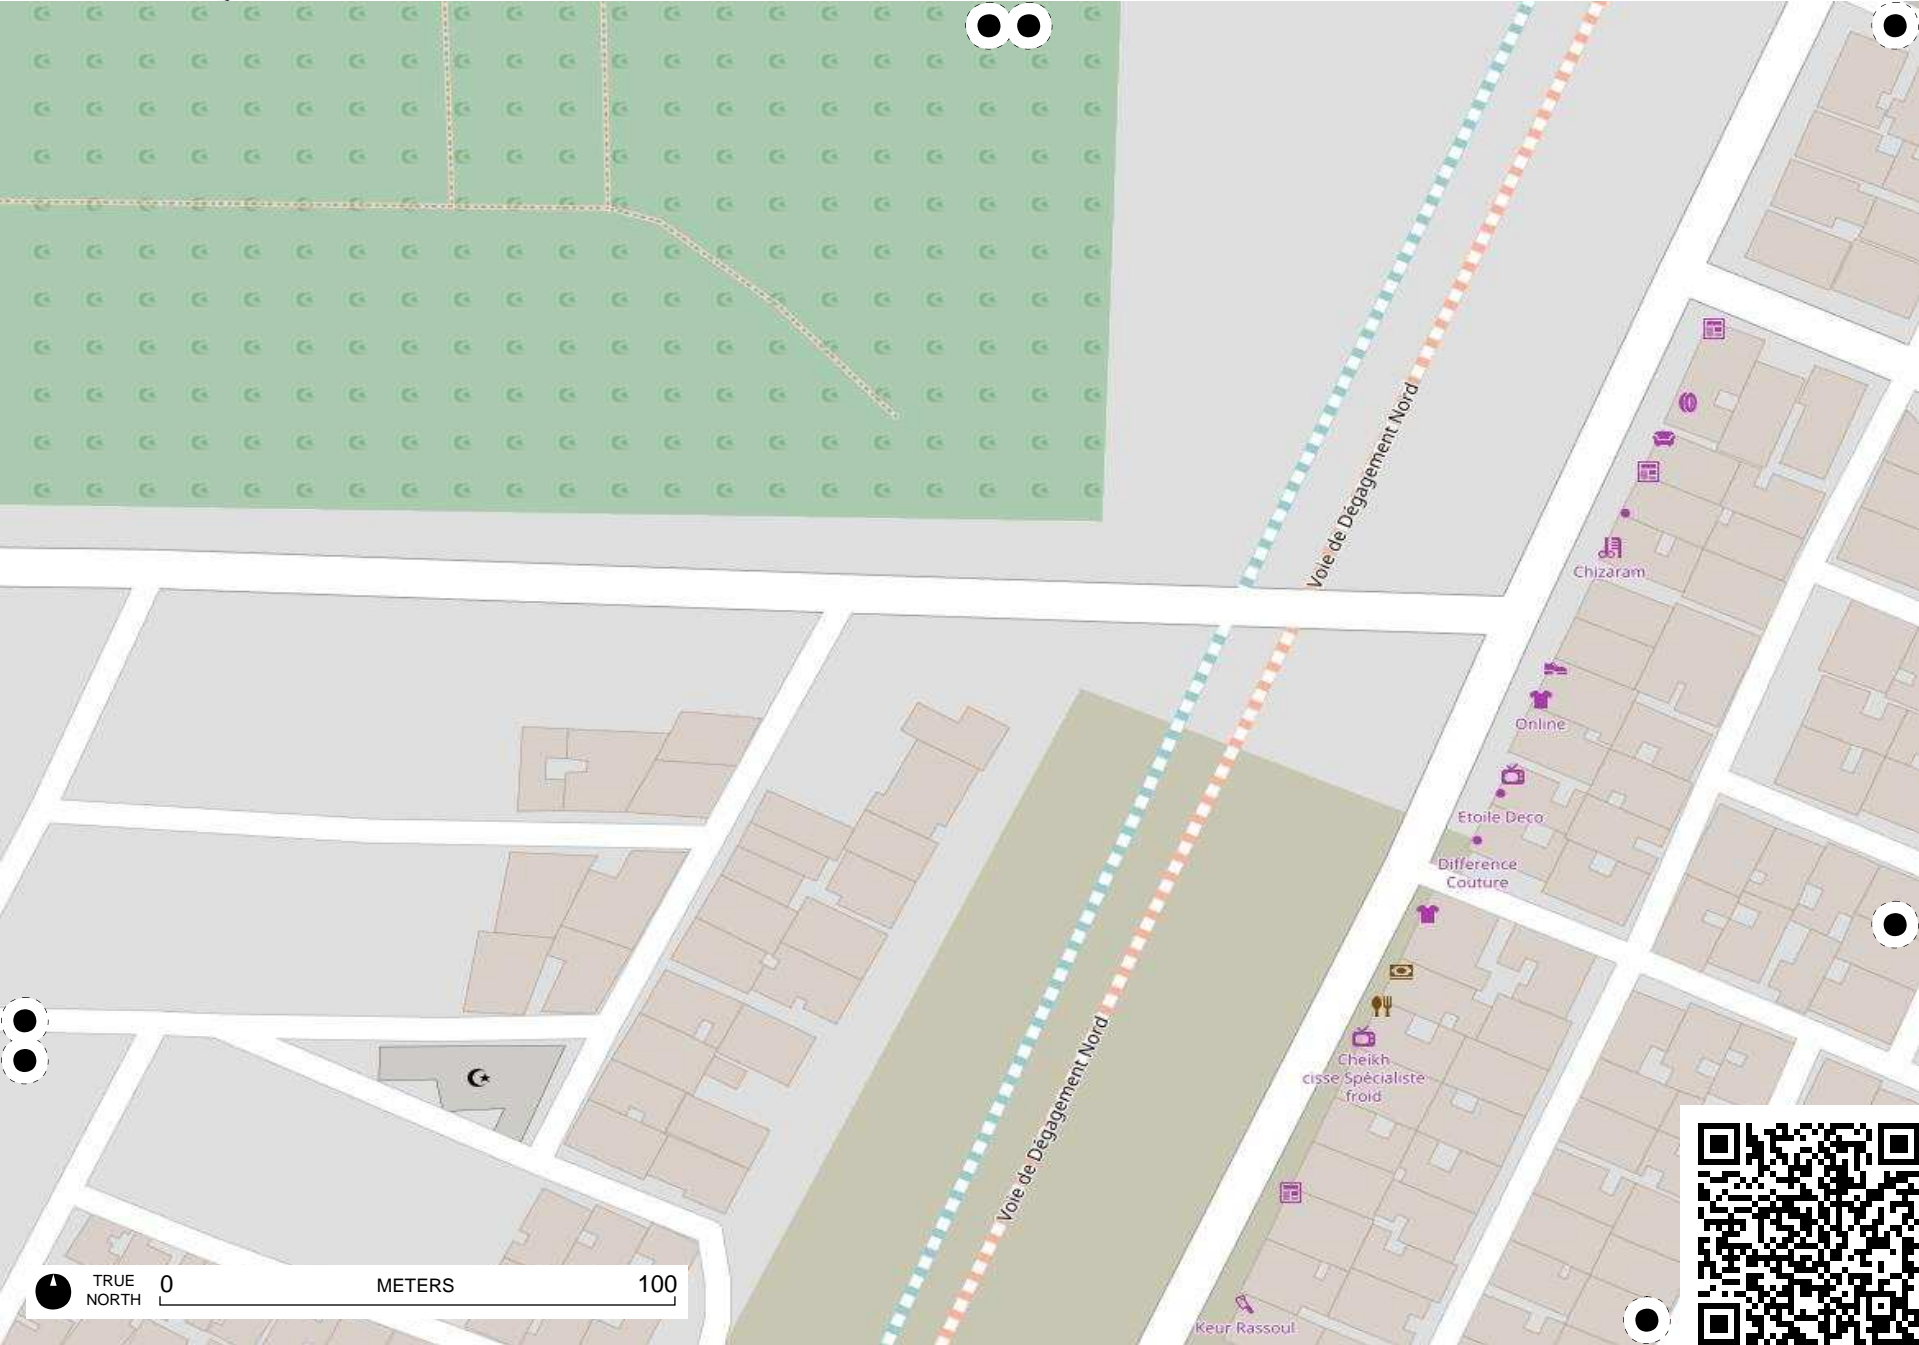 Voie de Dégagement Nord
Chizaram
Online
Etoile Deco
Difference
Couture
Voie de Dégagement Nord
Cheikh
cisse Spécialiste
froid
Keur Rassoul
TRUE
NORTH
0
METERS
100